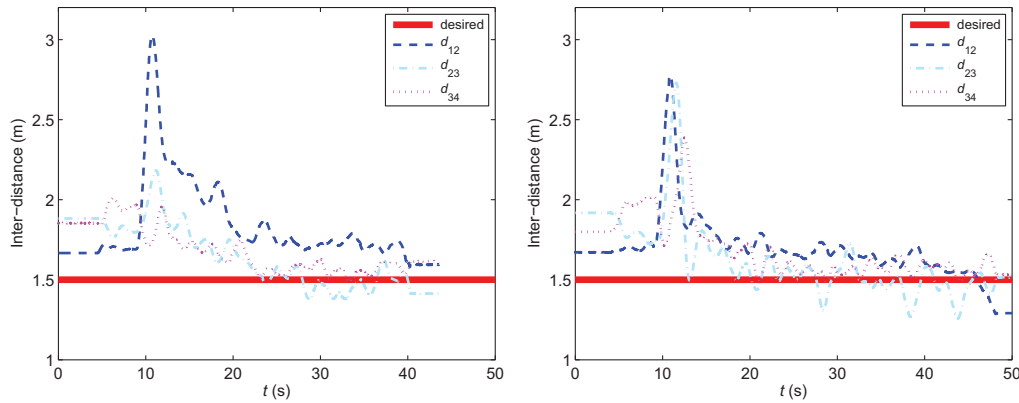 3
2.5
2
1.5
1
0 10 20 30 40 50
Inter−distance (m)
t (s)
desired
d12
d23
d34
3
2.5
2
1.5
1
0 10 20 30 40 50
Inter−distance (m)
t (s)
desired
d12
d23
d34